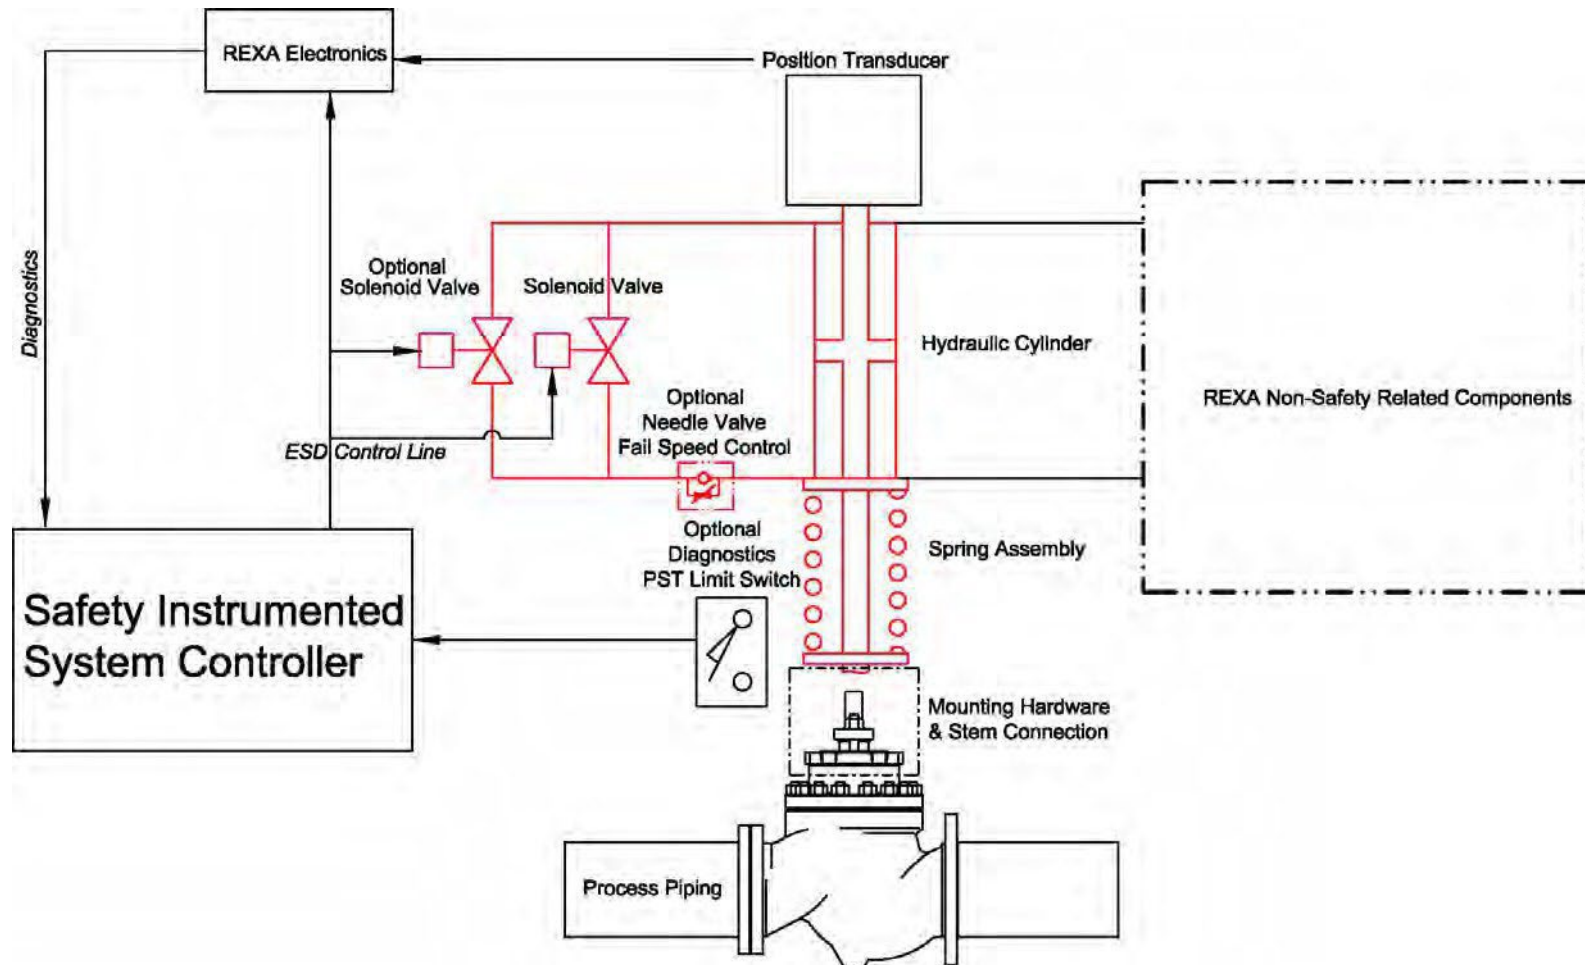 REXA Electronics
Position Transducer
Diagnostics
Optional
Solenoid Valve
Solenoid Valve
Hydraulic Cylinder
REXA Non-Safety Related Components
Optional
Needle Valve
Fail Speed Control
ESD Control Line
Optional
Diagnostics
PST Limit Switch
Spring Assembly
Safety Instrumented
System Controller
Mounting Hardware
& Stem Connection
Process Piping